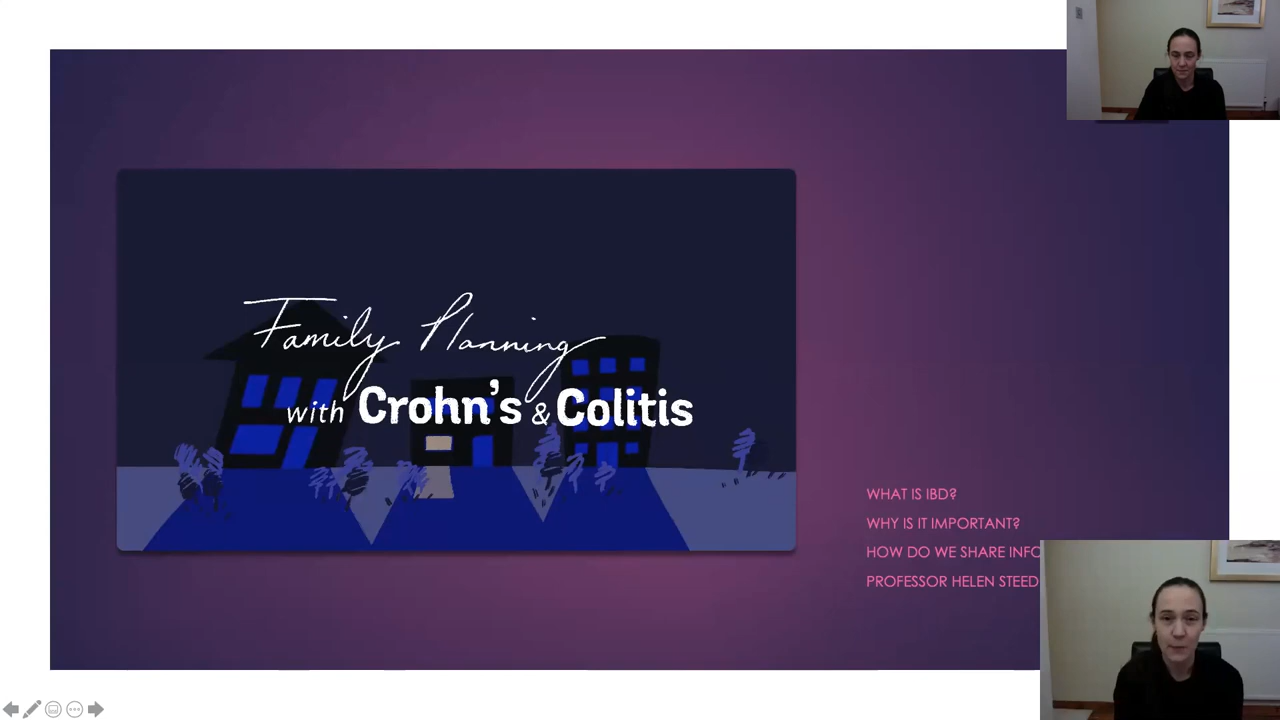 Family Planning
with Crohn's & Colitis
WHAT IS IBD?
WHY IS IT IMPORTANT?
HOW DO WE SHARE INFO
PROFESSOR HELEN STEED